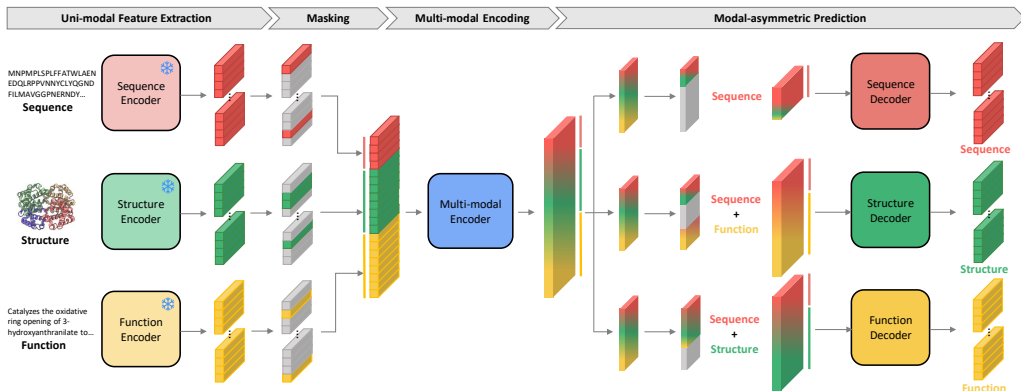 Uni-modal Feature Extraction
Masking
Multi-modal Encoding
Modal-asymmetric Prediction
MNPMPLSPLFFATWLAEN
EDQLRPPVNNYCLYQGND
FILMAVGGPNERNDY...
Sequence
Sequence
Encoder
Sequence
Sequence
Decoder
Sequence
Structure
Structure
Encoder
Multi-modal
Encoder
Sequence
+
Function
Structure
Decoder
Structure
Catalyzes the oxidative
ring opening of 3-
hydroxyanthranilate to...
Function
Function
Encoder
Sequence
+
Structure
Function
Decoder
Function